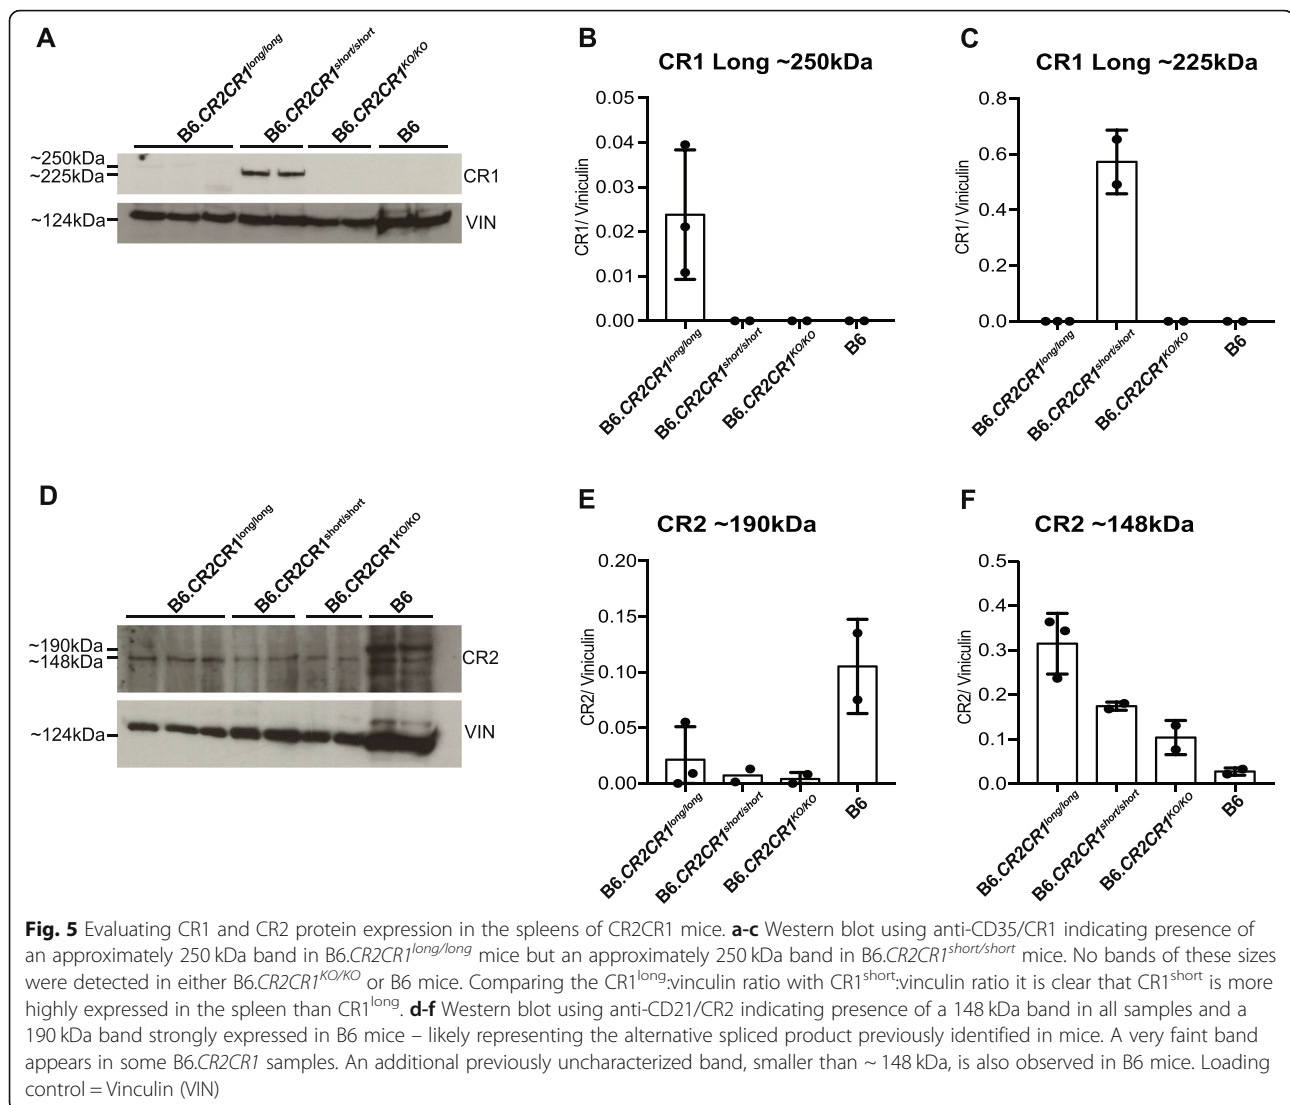 A
B6.CR2CR1long/long
B6.CR2CR1short/short
B6.CR2CR1KO/KO
B6
~250kDa
~225kDa
CR1
~124kDa
VIN
B
CR1 Long ~250kDa
CR1/ Viniculin
0.05
0.04
0.03
0.02
0.01
0.00
B6.CR2CR1long/long
B6.CR2CR1short/short
B6.CR2CR1KO/KO
B6
C
CR1 Long ~225kDa
CR1/ Viniculin
0.8
0.6
0.4
0.2
0.0
B6.CR2CR1long/long
B6.CR2CR1short/short
B6.CR2CR1KO/KO
B6
D
B6.CR2CR1long/long
B6.CR2CR1short/short
B6.CR2CR1KO/KO
B6
~190kDa
~148kDa
CR2
~124kDa
VIN
E
CR2 ~190kDa
CR2/ Viniculin
0.20
0.15
0.10
0.05
0.00
B6.CR2CR1long/long
B6.CR2CR1short/short
B6.CR2CR1KO/KO
B6
F
CR2 ~148kDa
CR2/ Viniculin
0.5
0.4
0.3
0.2
0.1
0.0
B6.CR2CR1long/long
B6.CR2CR1short/short
B6.CR2CR1KO/KO
B6
Fig. 5 Evaluating CR1 and CR2 protein expression in the spleens of CR2CR1 mice. a-c Western blot using anti-CD35/CR1 indicating presence of
an approximately 250 kDa band in B6.CR2CR1long/long mice but an approximately 250 kDa band in B6.CR2CR1short/short mice. No bands of these sizes
were detected in either B6.CR2CR1KO/KO or B6 mice. Comparing the CR1long:vinculin ratio with CR1short:vinculin ratio it is clear that CR1short is more
highly expressed in the spleen than CR1long. d-f Western blot using anti-CD21/CR2 indicating presence of a 148 kDa band in all samples and a
190 kDa band strongly expressed in B6 mice – likely representing the alternative spliced product previously identified in mice. A very faint band
appears in some B6.CR2CR1 samples. An additional previously uncharacterized band, smaller than ~ 148 kDa, is also observed in B6 mice. Loading
control = Vinculin (VIN)